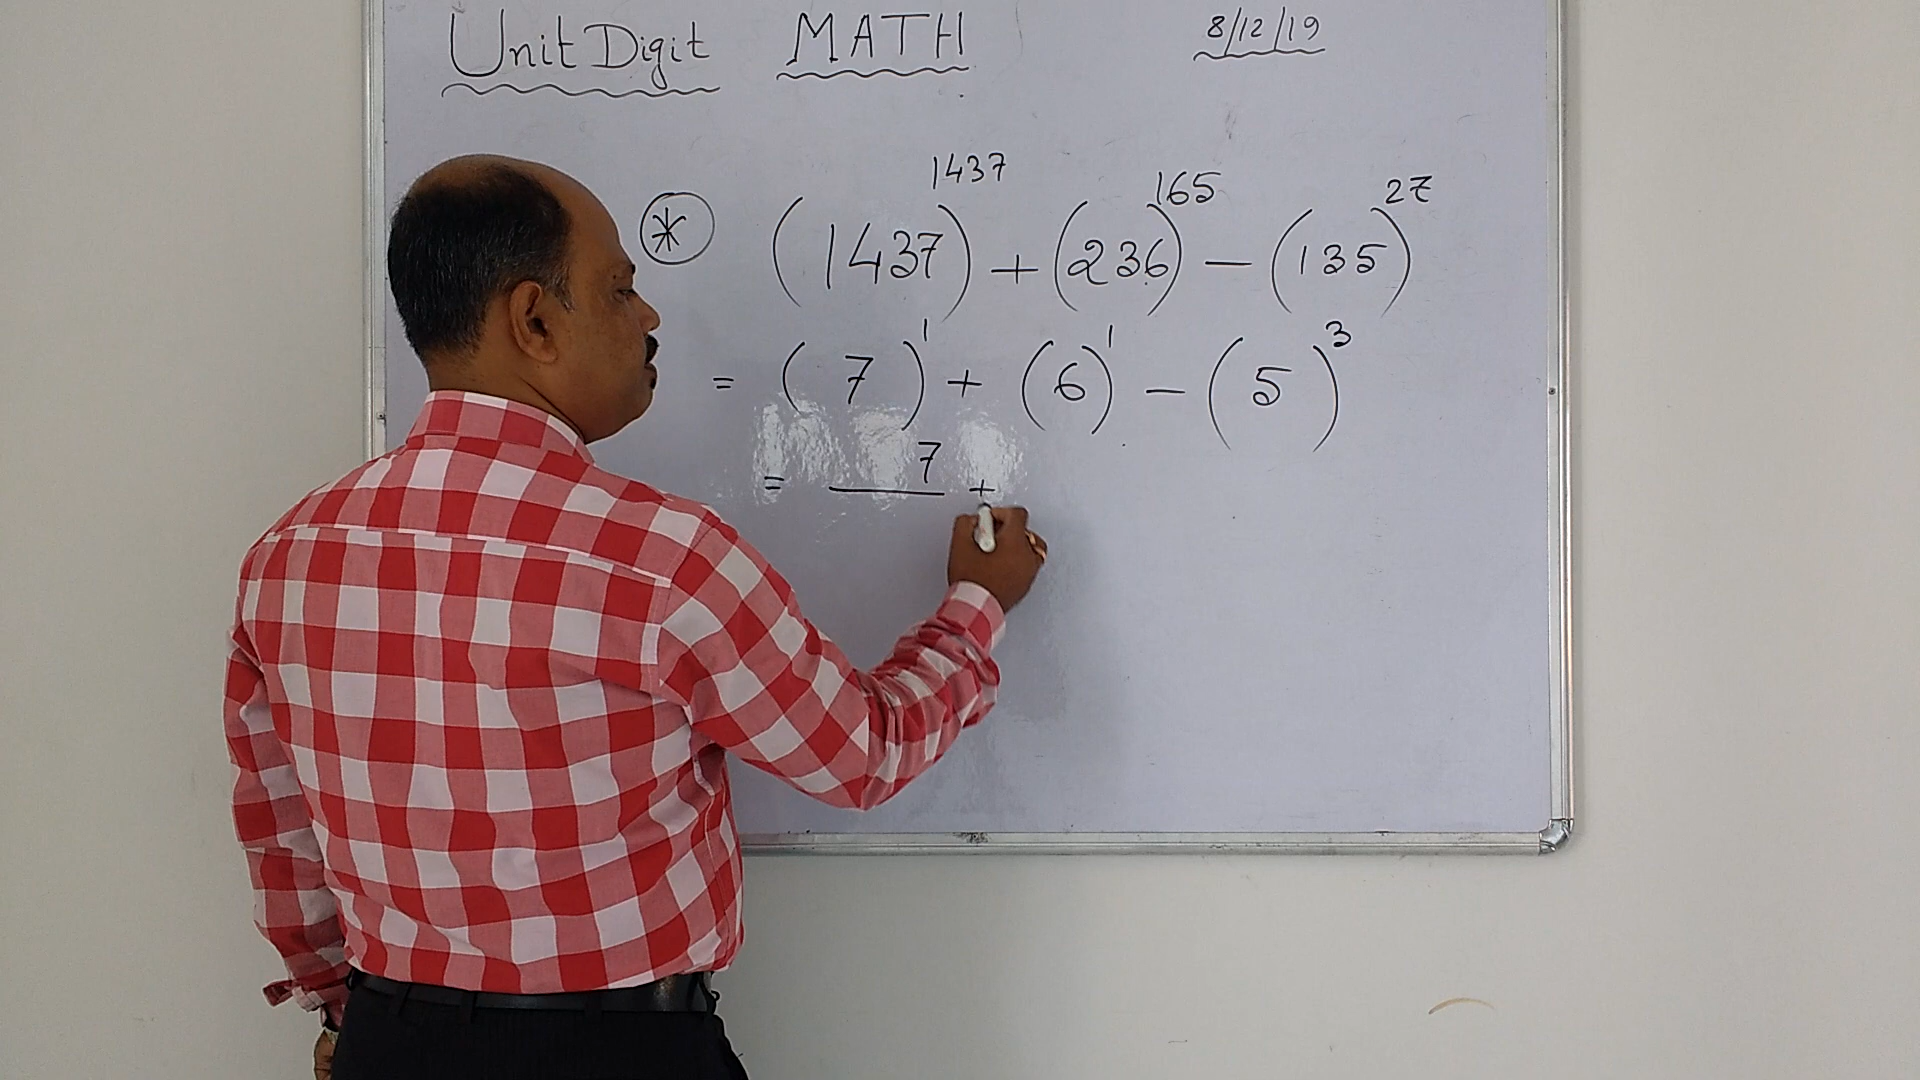 Unit Digit MATH 8/12/19
(*) (1437)^1437 + (236)^165 - (135)^27
= (7)^1 + (6)^1 - (5)^3
= 7 +